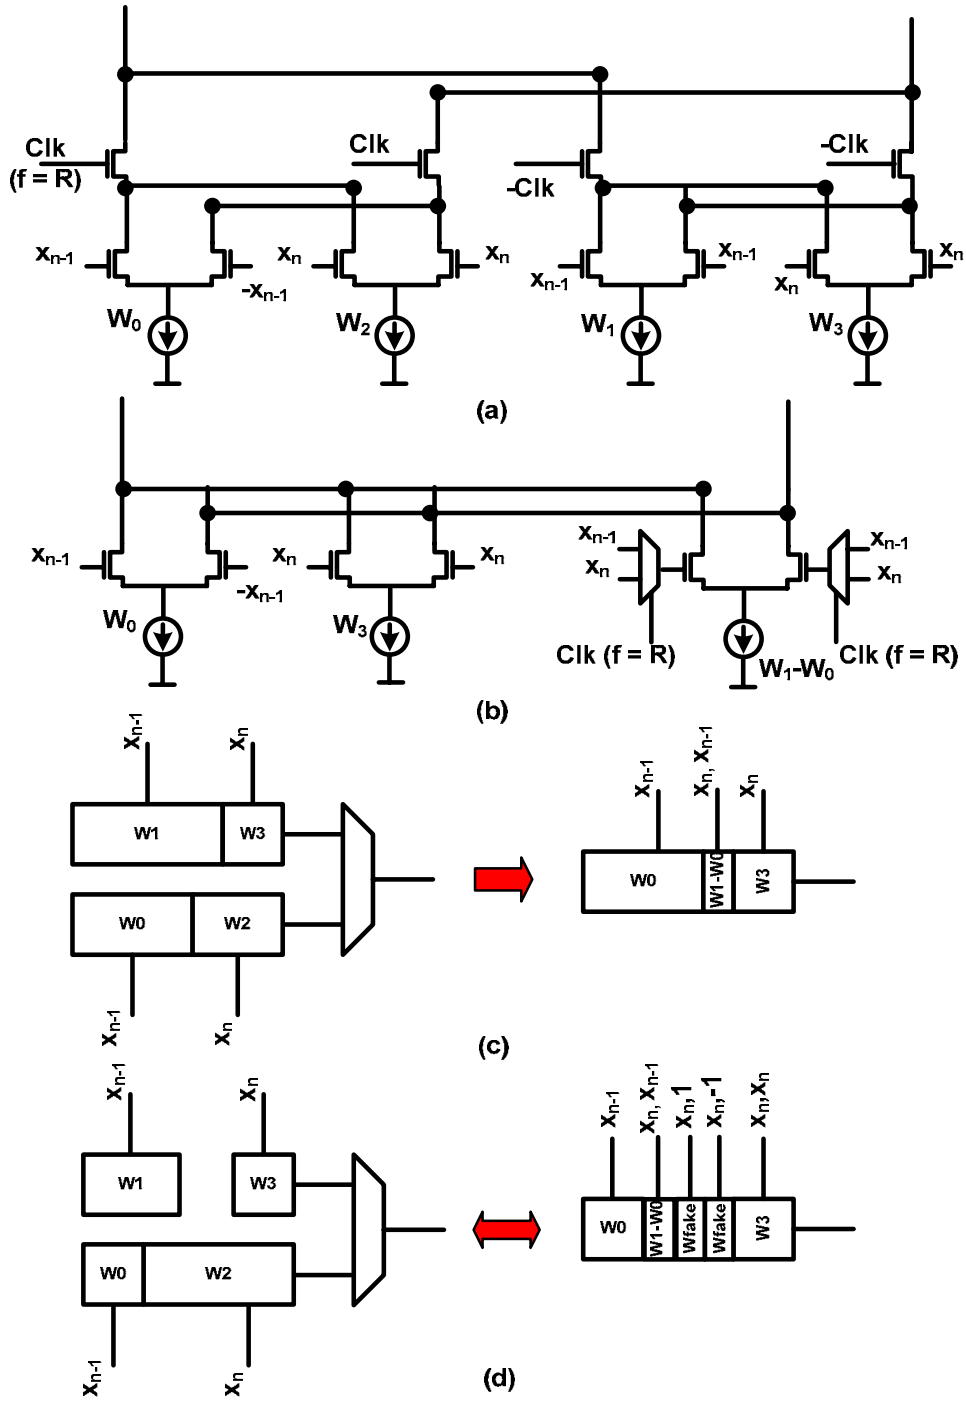 Clk
(f = R)
Clk
-Clk
-Clk
xn-1
-xn-1
xn
xn
xn-1
xn-1
xn
xn
W0
W2
W1
W3
(a)
xn-1
-xn-1
xn
xn
xn-1
xn
xn-1
xn
W0
W3
Clk (f = R)
W1-W0
Clk (f = R)
(b)
xn-1
xn
W1
W3
W0
W2
xn-1
xn
xn-1
xn, xn-1
xn
W0
W1-W0
W3
(c)
xn-1
xn
W1
W3
W0
W2
xn-1
xn
xn-1
xn, xn-1
xn,1
xn,-1
xn,xn
W0
W1-W0
Wfake
Wfake
W3
(d)